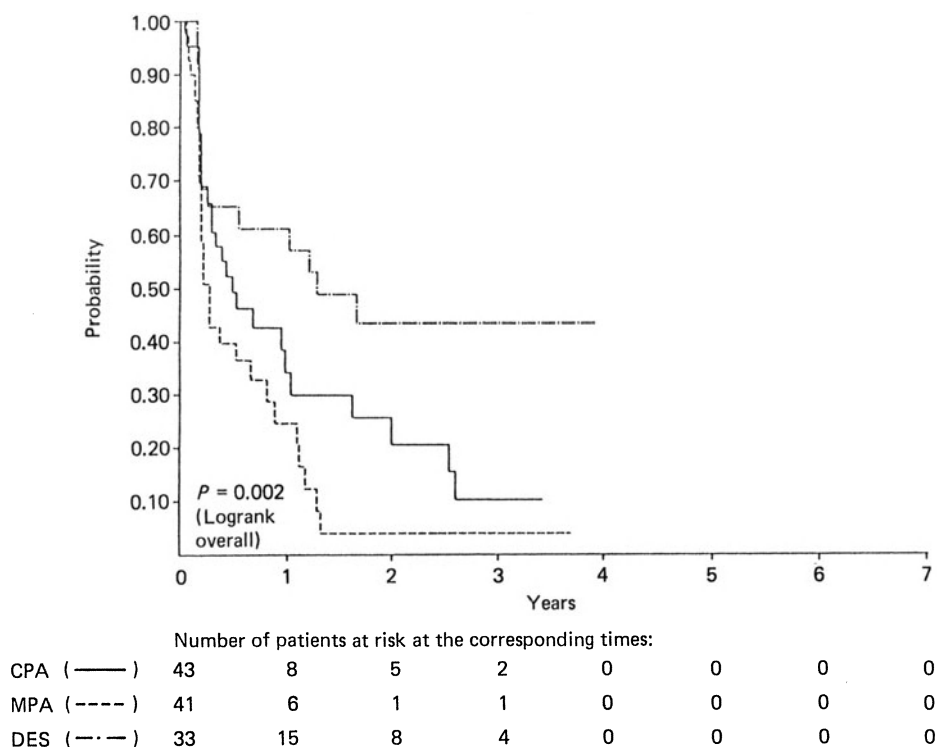 1.00
0.90
0.80
0.70
0.60
0.50
0.40
0.30
0.20
0.10
Probability
P = 0.002
(Logrank
overall)
0 1 2 3 4 5 6 7
Years
Number of patients at risk at the corresponding times:
CPA (——) 43 8 5 2 0 0 0 0
MPA (----) 41 6 1 1 0 0 0 0
DES (—·—) 33 15 8 4 0 0 0 0